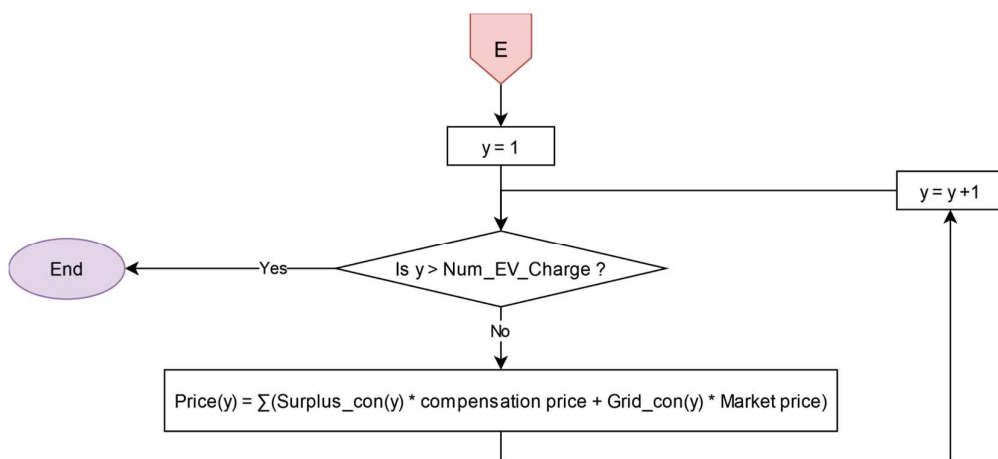 E
y = 1
y = y +1
Is y > Num_EV_Charge ?
Yes
End
No
Price(y) = ∑(Surplus_con(y) * compensation price + Grid_con(y) * Market price)